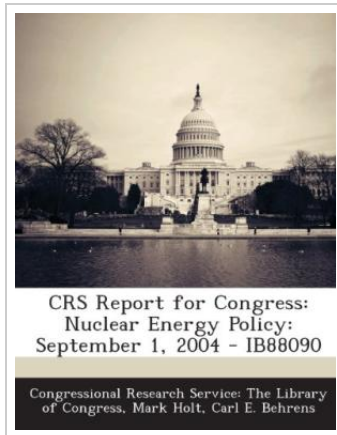 CRS Report for Congress:
Nuclear Energy Policy:
September 1, 2004 - IB88090
Congressional Research Service: The Library
of Congress, Mark Holt, Carl E. Behrens